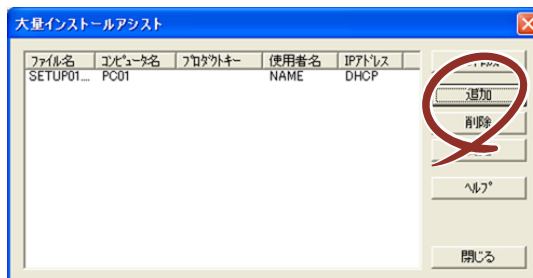 大量インストールアシスト
ファイル名 コンピュータ名 プロダクトキー 使用者名 IPアドレス
SETUP01... PC01 NAME DHCP
追加
削除
ヘルプ
閉じる